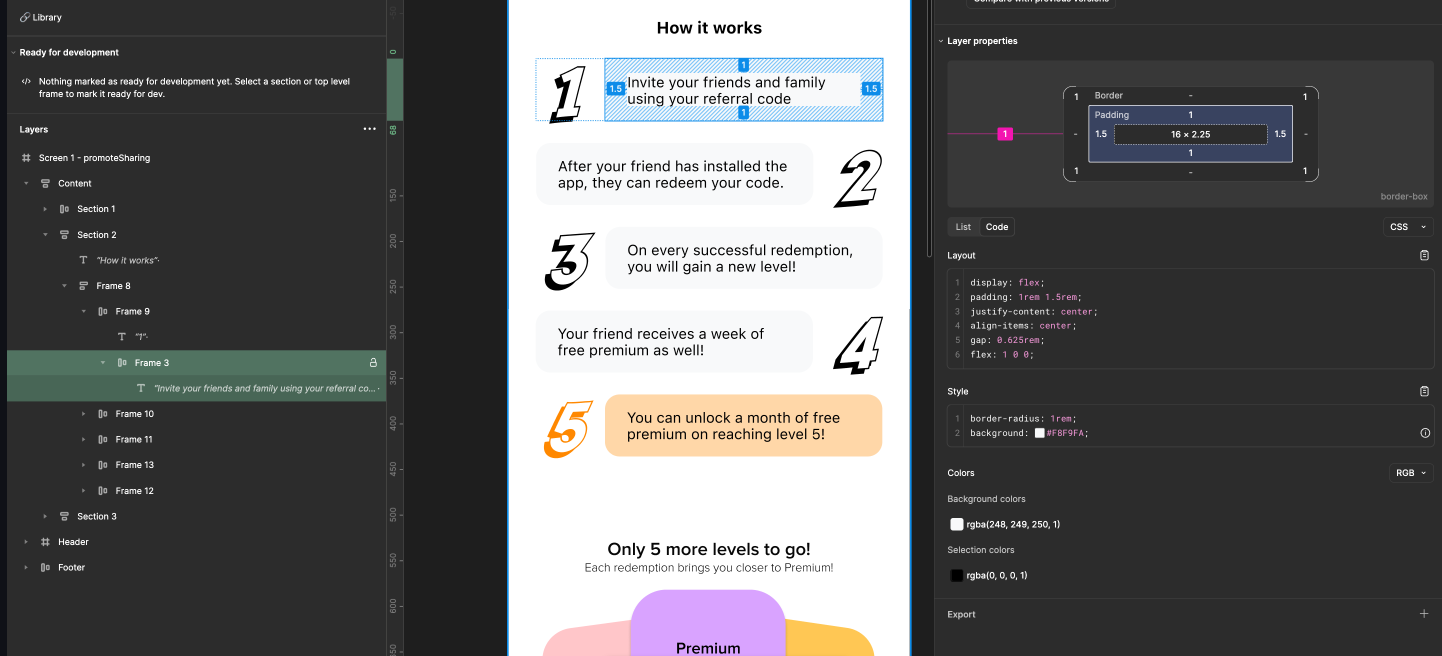 Library
Ready for development
Nothing marked as ready for development yet. Select a section or top level
frame to mark it ready for dev.
Layers
Screen 1 - promoteSharing
Content
Section 1
Section 2
"How it works"
Frame 8
Frame 9
"1"
Frame 3
"Invite your friends and family using your referral co...
Frame 10
Frame 11
Frame 13
Frame 12
Section 3
Header
Footer
0
68
150
200
250
300
350
400
450
500
550
600
How it works
1
1
1.5
Invite your friends and family
using your referral code
1.5
1
After your friend has installed the
app, they can redeem your code.
2
3
On every successful redemption,
you will gain a new level!
Your friend receives a week of
free premium as well!
4
5
You can unlock a month of free
premium on reaching level 5!
Only 5 more levels to go!
Each redemption brings you closer to Premium!
Premium
Compare with previous versions
Layer properties
1 Border - 1
Padding 1
1
- 1.5 16 × 2.25 1.5 -
1
1 - 1
border-box
List Code CSS
Layout
1 display: flex;
2 padding: 1rem 1.5rem;
3 justify-content: center;
4 align-items: center;
5 gap: 0.625rem;
6 flex: 1 0 0;
Style
1 border-radius: 1rem;
2 background: #F8F9FA;
Colors RGB
Background colors
rgba(248, 249, 250, 1)
Selection colors
rgba(0, 0, 0, 1)
Export